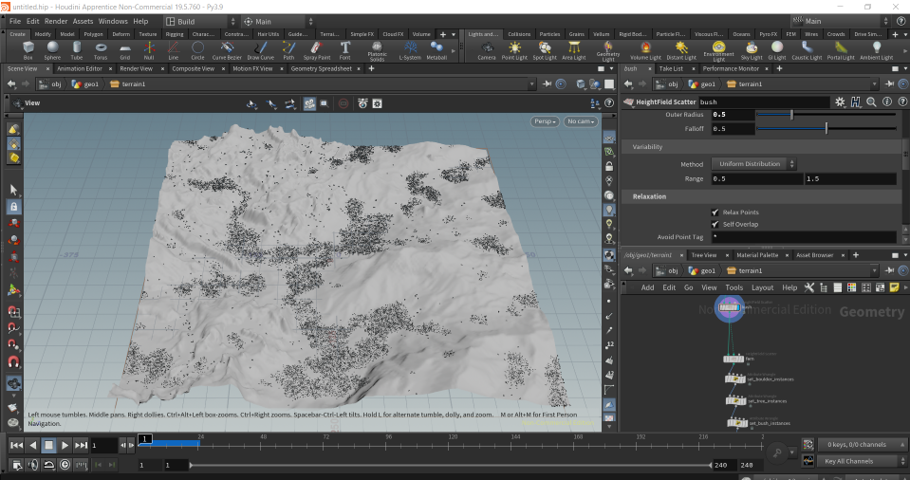 untitled.hip - Houdini Apprentice Non-Commercial 19.5.760 - Py3.9
File Edit Render Assets Windows Help Build Main Main
Create Modify Model Polygon Deform Texture Rigging Charac... Constra... Hair Utils Guide... Terrai... Simple FX Cloud FX Volume Lights and... Collisions Particles Grains Vellum Rigid Bod... Particle Fl... Viscous Fl... Oceans Pyro FX FEM Wires Crowds Drive Sim...
Box Sphere Tube Torus Grid Null Line Circle Curve Bezier Draw Curve Path Spray Paint Font L-System Metaball Camera Point Light Spot Light Area Light Geometry Light Volume Light Environment Light Sky Light GI Light Caustic Light Portal Light Ambient Light
Scene View Animation Editor Render View Composite View Motion FX View Geometry Spreadsheet bush Take List Performance Monitor
obj geo1 terrain1 obj geo1 terrain1
View
HeightField Scatter bush
Outer Radius 0.5
Persp No cam
Falloff 0.5
Variability
Method Uniform Distribution
Range 0.5 1.5
Relaxation
Relax Points
Self Overlap
Avoid Point Tag *
/obj/geo1/terrain1 Tree View Material Palette Asset Browser
obj geo1 terrain1
Add Edit Go View Tools Layout Help
Geometry
set_bush_instances
Left mouse tumbles. Middle pans. Right dollies. Ctrl+Alt+Left box-zooms. Ctrl+Right zooms. Spacebar-Ctrl-Left tilts. Hold L for alternate tumble, dolly, and zoom. M or Alt+M for First Person
Navigation.
1 1 24 48 72 96 120 144 168 192 216
0 keys, 0/0 channels
1 1 240 240 Key All Channels